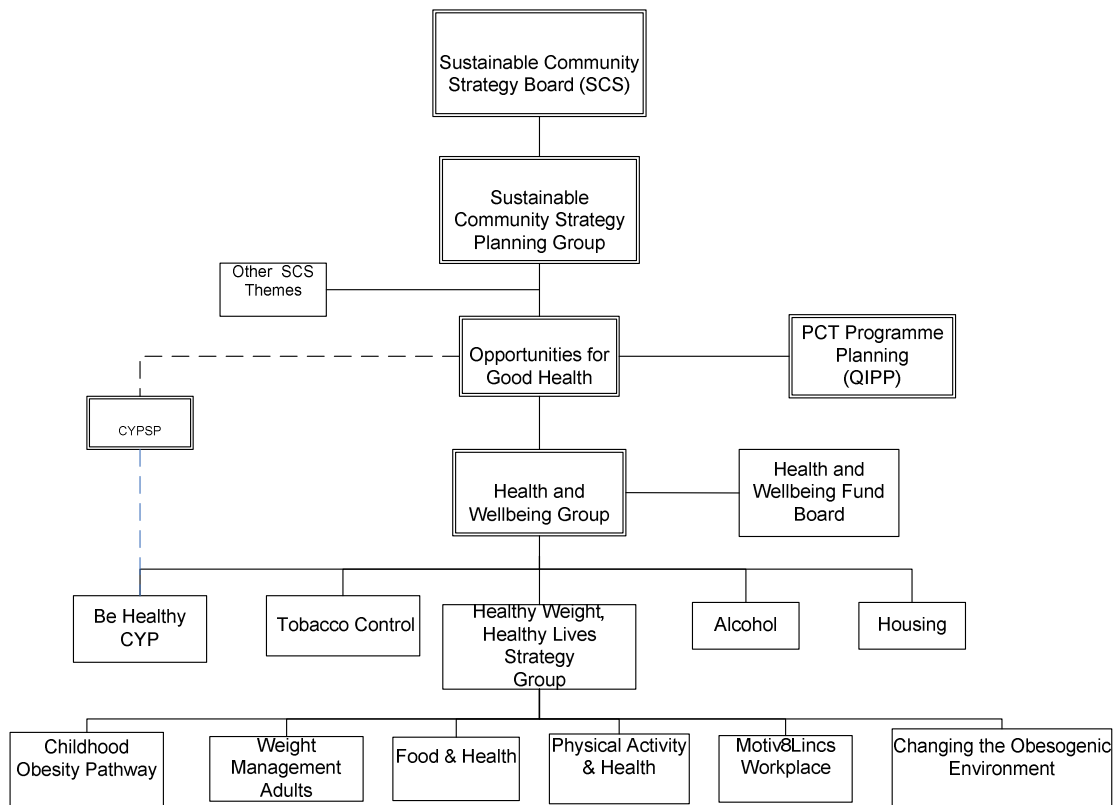 Sustainable Community
Strategy Board (SCS)
Sustainable
Community Strategy
Planning Group
Other SCS
Themes
Opportunities for
Good Health
PCT Programme
Planning
(QIPP)
CYPSP
Health and
Wellbeing Group
Health and
Wellbeing Fund
Board
Be Healthy
CYP
Tobacco Control
Healthy Weight,
Healthy Lives
Strategy
Group
Alcohol
Housing
Childhood
Obesity Pathway
Weight
Management
Adults
Food & Health
Physical Activity
& Health
Motiv8Lincs
Workplace
Changing the Obesogenic
Environment